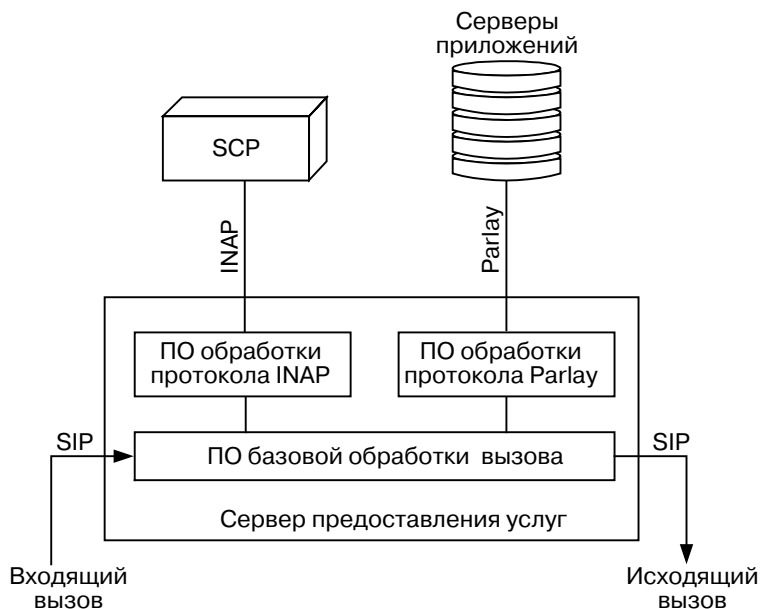 Серверы
приложений
SCP
INAP
Parlay
ПО обработки
протокола INAP
ПО обработки
протокола Parlay
SIP
ПО базовой обработки вызова
SIP
Сервер предоставления услуг
Входящий
вызов
Исходящий
вызов